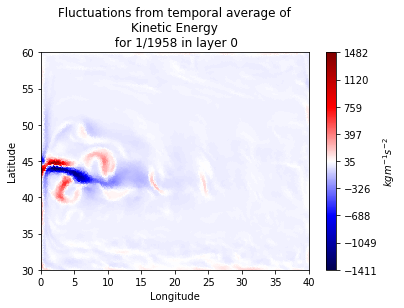 Fluctuations from temporal average of
Kinetic Energy
for 1/1958 in layer 0
60
55
50
45
40
35
30
Latitude
0 5 10 15 20 25 30 35 40
Longitude
1482
1120
759
397
35
−326
−688
−1049
−1411
kgm⁻¹s⁻²